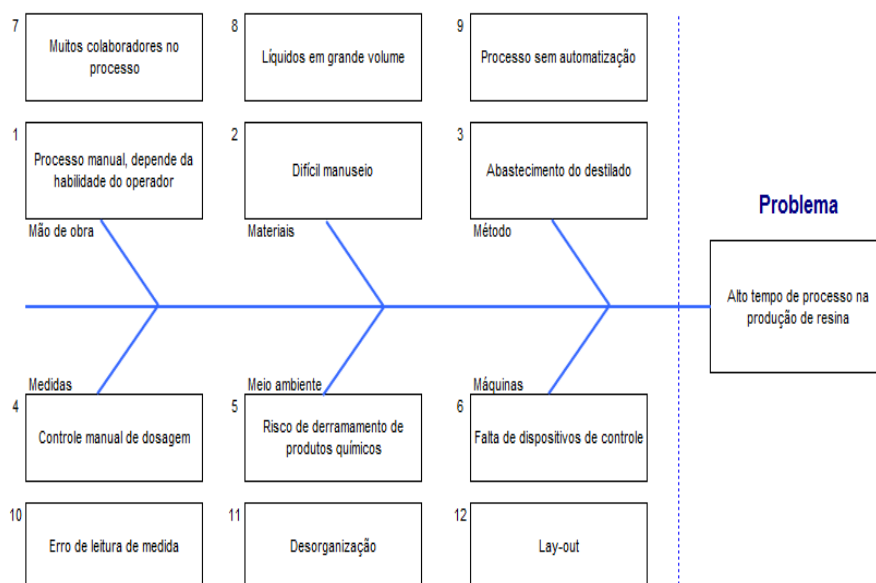 7
Muitos colaboradores no
processo
8
Líquidos em grande volume
9
Processo sem automatização
1
Processo manual, depende da
habilidade do operador
2
Difícil manuseio
3
Abastecimento do destilado
Mão de obra
Materiais
Método
Problema
Alto tempo de processo na
produção de resina
Medidas
Meio ambiente
Máquinas
4
Controle manual de dosagem
5
Risco de derramamento de
produtos químicos
6
Falta de dispositivos de controle
10
Erro de leitura de medida
11
Desorganização
12
Lay-out